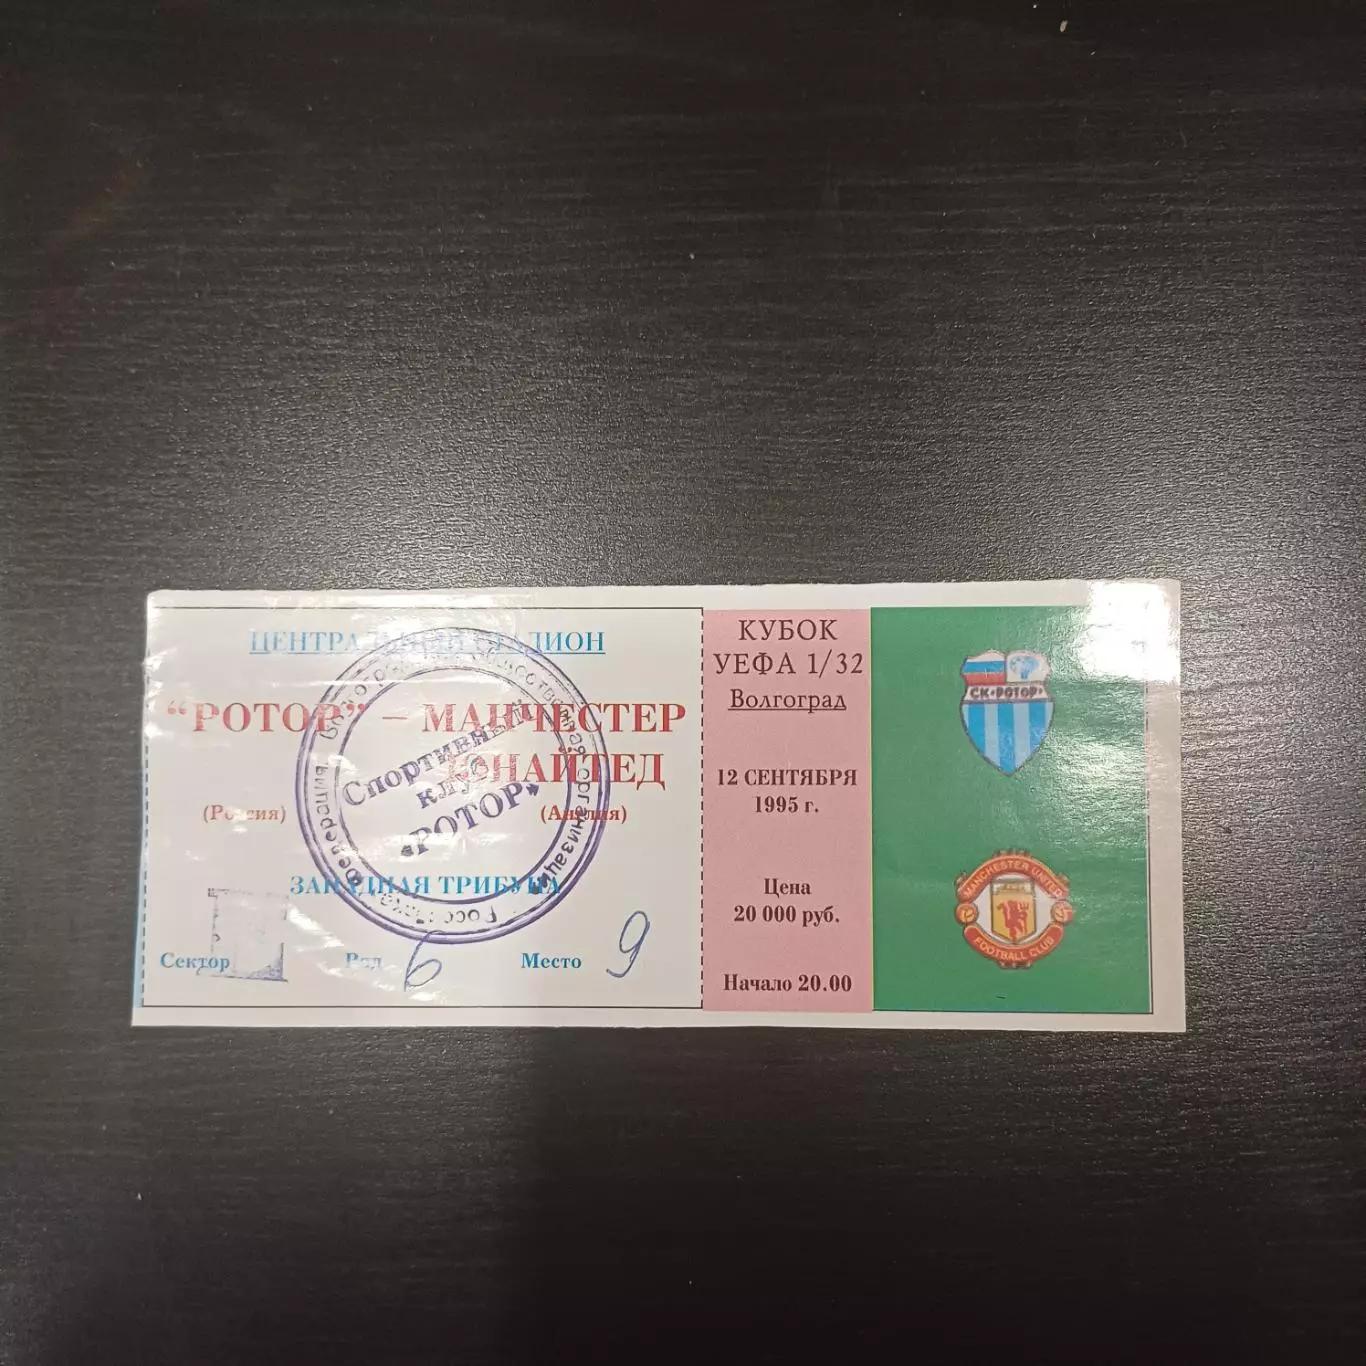 ЦЕНТРАЛЬНЫЙ СТАДИОН
“РОТОР” – МАНЧЕСТЕР
ЮНАЙТЕД
(Россия) (Англия)
ЗАПАДНАЯ ТРИБУНА
Сектор Ряд 6 Место 9
Спортивный
клуб
«РОТОР»
КУБОК
УЕФА 1/32
Волгоград
12 СЕНТЯБРЯ
1995 г.
Цена
20 000 руб.
Начало 20.00
СК «РОТОР»
MANCHESTER UNITED
FOOTBALL CLUB